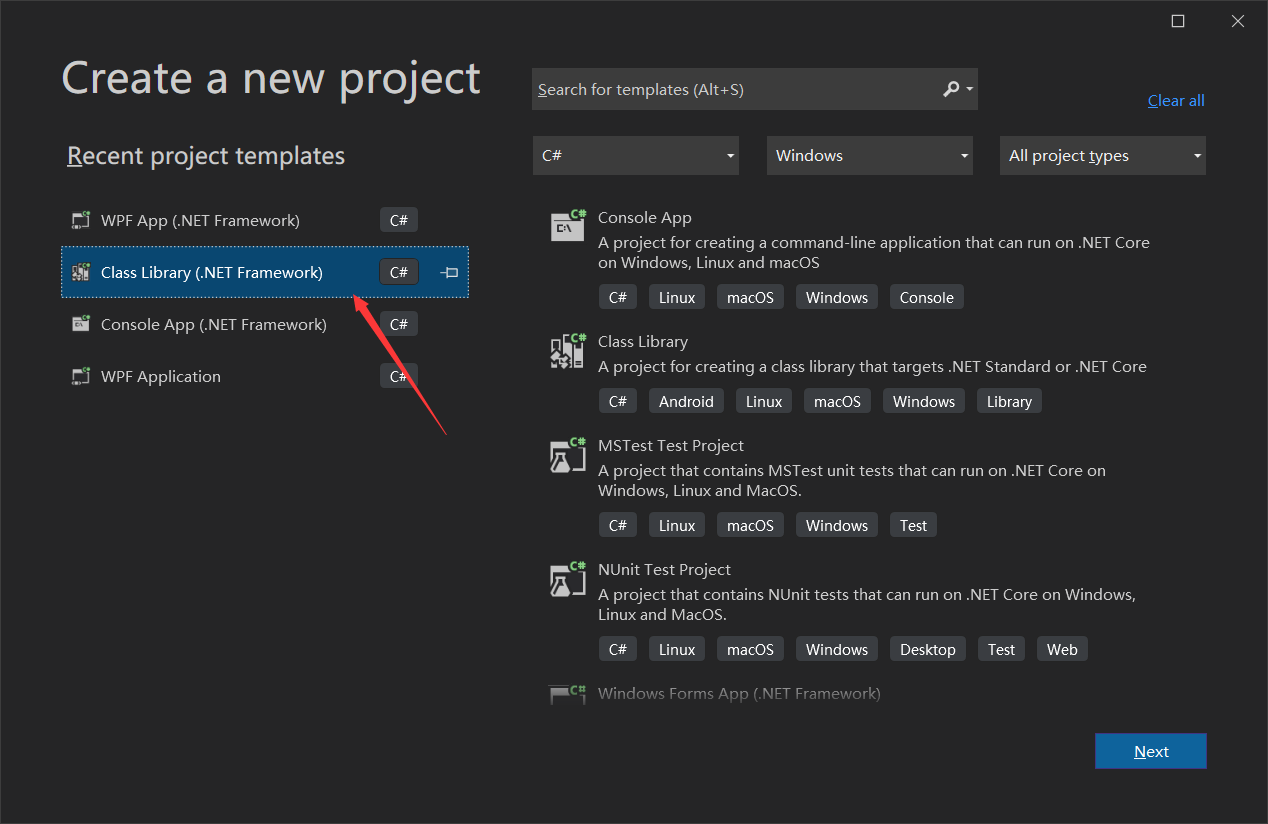 Create a new project
Search for templates (Alt+S)
Clear all
Recent project templates
C#
Windows
All project types
WPF App (.NET Framework)
C#
Class Library (.NET Framework)
C#
Console App (.NET Framework)
C#
WPF Application
C#
Console App
A project for creating a command-line application that can run on .NET Core
on Windows, Linux and macOS
C# Linux macOS Windows Console
Class Library
A project for creating a class library that targets .NET Standard or .NET Core
C# Android Linux macOS Windows Library
MSTest Test Project
A project that contains MSTest unit tests that can run on .NET Core on
Windows, Linux and MacOS.
C# Linux macOS Windows Test
NUnit Test Project
A project that contains NUnit tests that can run on .NET Core on Windows,
Linux and MacOS.
C# Linux macOS Windows Desktop Test Web
Windows Forms App (.NET Framework)
Next